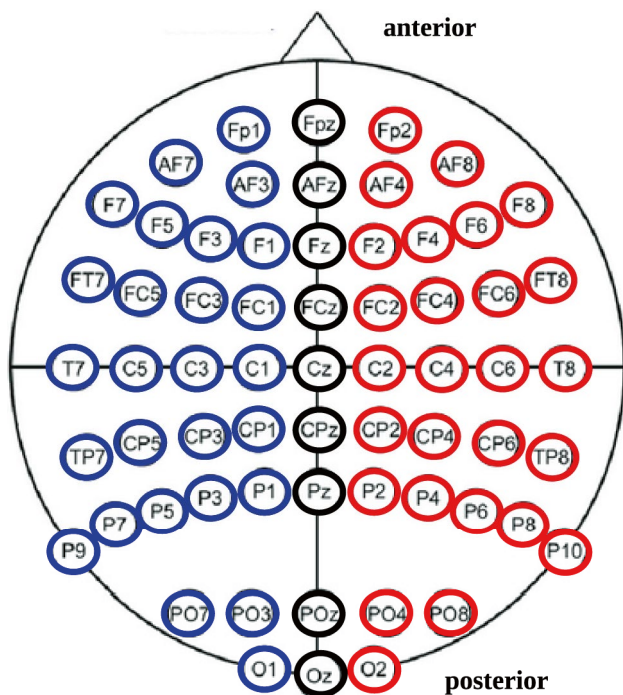 anterior
Fp1 Fpz Fp2
AF7 AF3 AFz AF4 AF8
F7 F5 F3 F1 Fz F2 F4 F6 F8
FT7 FC5 FC3 FC1 FCz FC2 FC4 FC6 FT8
T7 C5 C3 C1 Cz C2 C4 C6 T8
TP7 CP5 CP3 CP1 CPz CP2 CP4 CP6 TP8
P9 P7 P5 P3 P1 Pz P2 P4 P6 P8 P10
PO7 PO3 POz PO4 PO8
O1 Oz O2
posterior